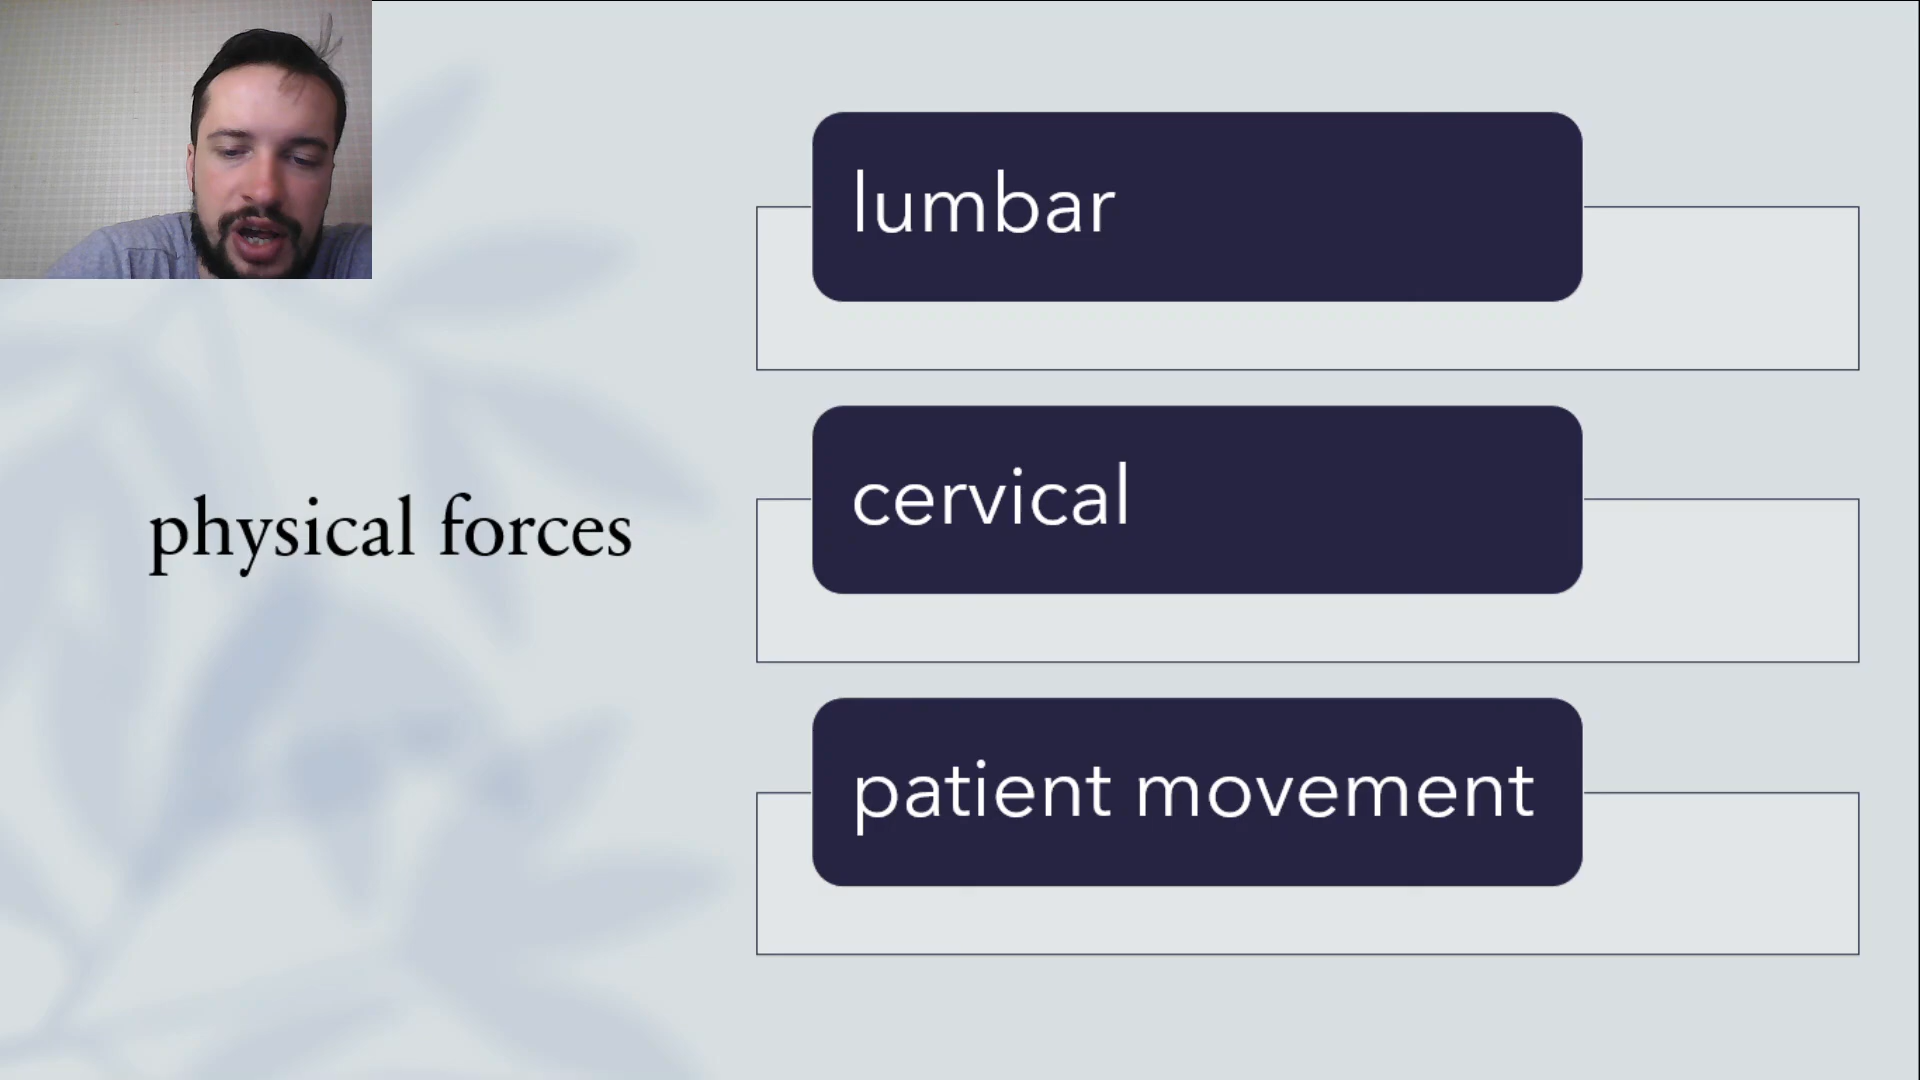 physical forces
lumbar
cervical
patient movement